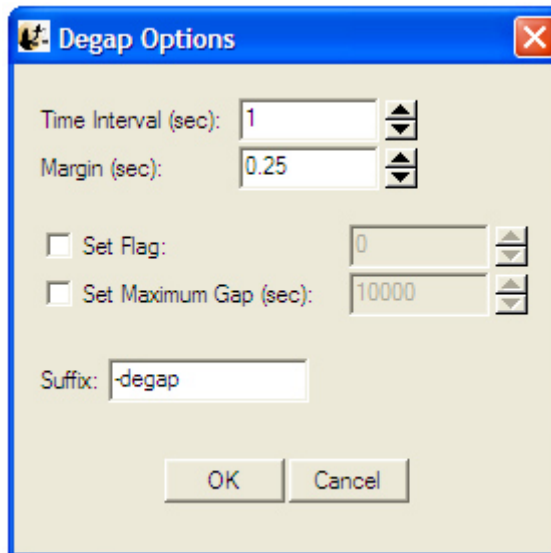 Degap Options
Time Interval (sec): 1
Margin (sec): 0.25
Set Flag: 0
Set Maximum Gap (sec): 10000
Suffix: -degap
OK Cancel